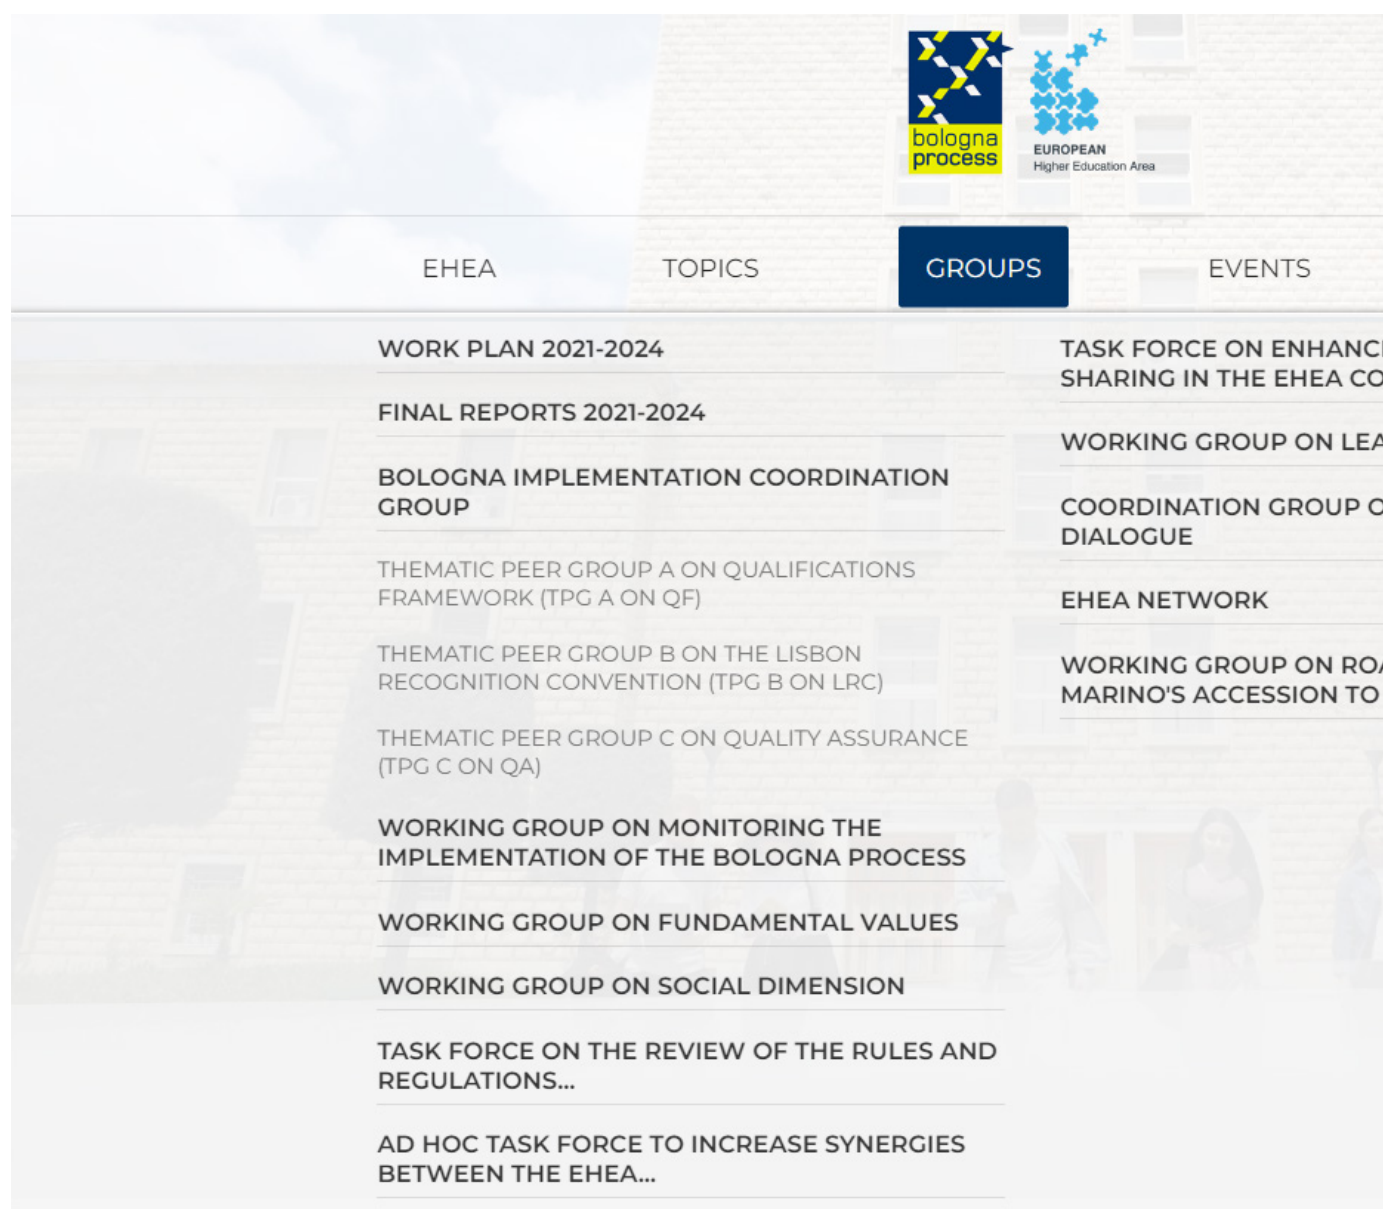 bologna
process
EUROPEAN
Higher Education Area
EHEA
TOPICS
GROUPS
EVENTS
WORK PLAN 2021-2024
FINAL REPORTS 2021-2024
BOLOGNA IMPLEMENTATION COORDINATION
GROUP
THEMATIC PEER GROUP A ON QUALIFICATIONS
FRAMEWORK (TPG A ON QF)
THEMATIC PEER GROUP B ON THE LISBON
RECOGNITION CONVENTION (TPG B ON LRC)
THEMATIC PEER GROUP C ON QUALITY ASSURANCE
(TPG C ON QA)
WORKING GROUP ON MONITORING THE
IMPLEMENTATION OF THE BOLOGNA PROCESS
WORKING GROUP ON FUNDAMENTAL VALUES
WORKING GROUP ON SOCIAL DIMENSION
TASK FORCE ON THE REVIEW OF THE RULES AND
REGULATIONS...
AD HOC TASK FORCE TO INCREASE SYNERGIES
BETWEEN THE EHEA...
TASK FORCE ON
SHARING IN THE EHEA
WORKING GROUP ON
COORDINATION GROUP
DIALOGUE
EHEA NETWORK
WORKING GROUP ON
MARINO'S ACCESSION TO